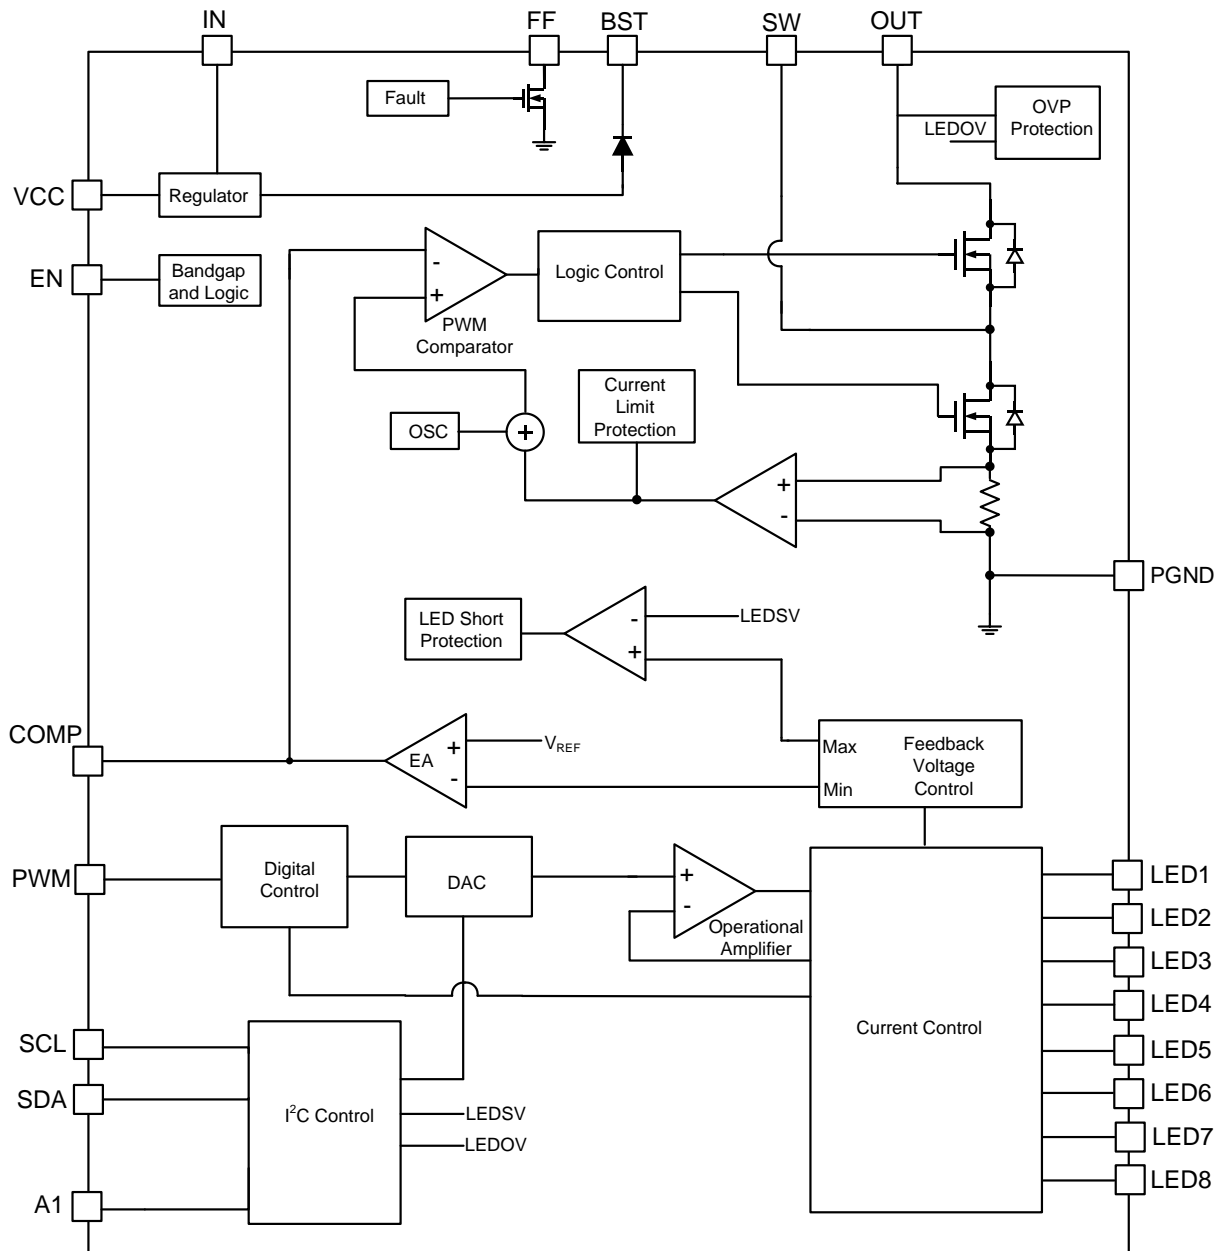 IN
FF
BST
SW
OUT
Fault
OVP
Protection
LEDOV
VCC
Regulator
EN
Bandgap
and Logic
-
+
PWM
Comparator
Logic Control
Current
Limit
Protection
OSC
+
+
-
PGND
LED Short
Protection
-
+
LEDSV
COMP
EA
+
-
VREF
Max
Min
Feedback
Voltage
Control
PWM
Digital
Control
DAC
+
-
Operational
Amplifier
Current Control
LED1
LED2
LED3
LED4
LED5
LED6
LED7
LED8
SCL
SDA
A1
I²C Control
LEDSV
LEDOV